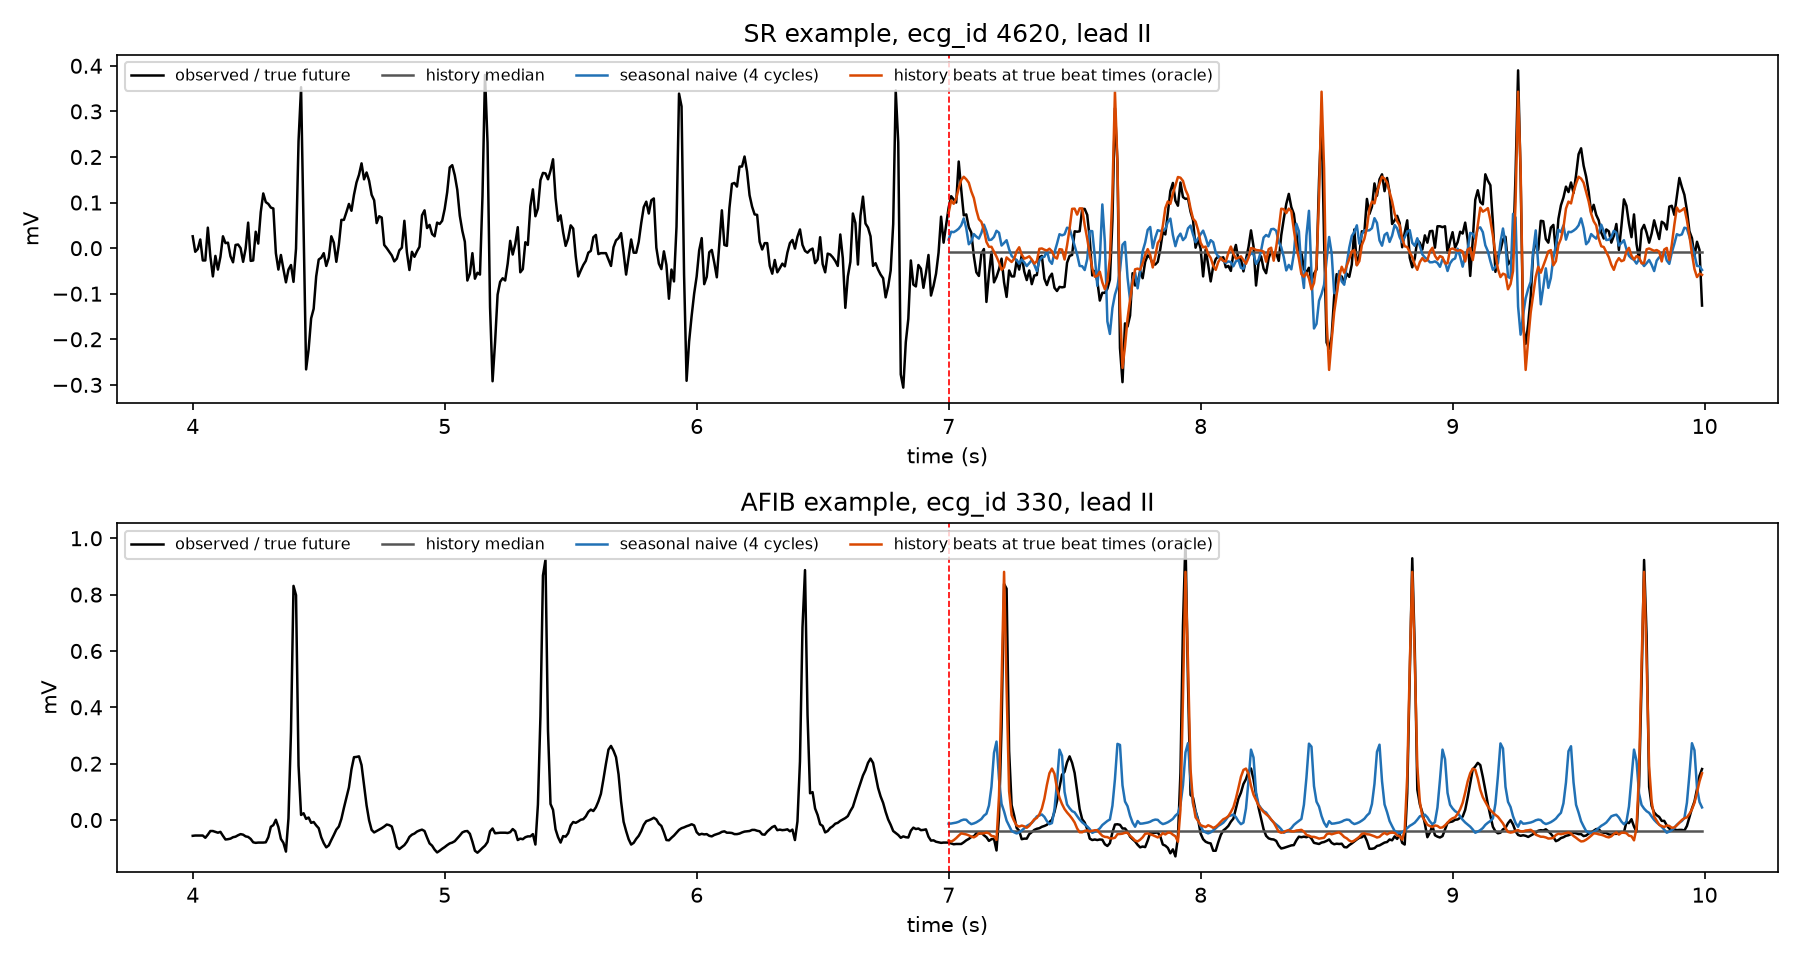 SR example, ecg_id 4620, lead II
observed / true future history median seasonal naive (4 cycles) history beats at true beat times (oracle)
0.4
0.3
0.2
0.1
0.0
−0.1
−0.2
−0.3
mV
4 5 6 7 8 9 10
time (s)
AFIB example, ecg_id 330, lead II
observed / true future history median seasonal naive (4 cycles) history beats at true beat times (oracle)
1.0
0.8
0.6
0.4
0.2
0.0
mV
4 5 6 7 8 9 10
time (s)